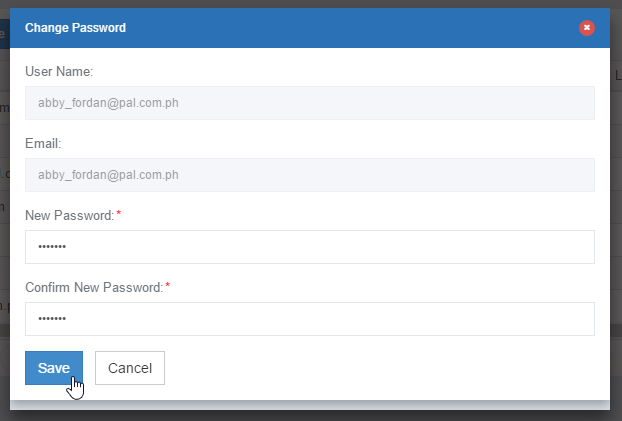 Change Password
User Name:
abby_fordan@pal.com.ph
Email:
abby_fordan@pal.com.ph
New Password:*
•••••••
Confirm New Password:*
•••••••
Save Cancel